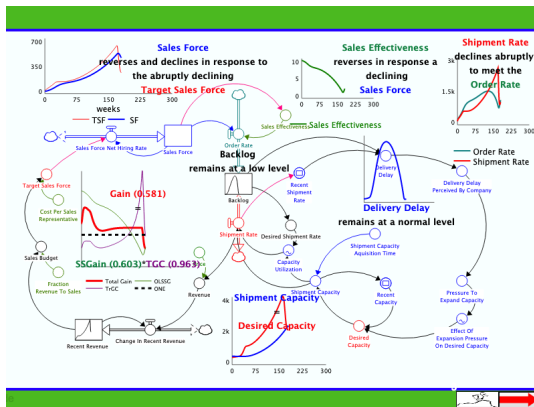 Sales Force
reverses and declines in response to
the abruptly declining
Target Sales Force
700
350
0
0
75
150
225
300
weeks
TSF
SF
Sales Effectiveness
reverses in response a
declining
Sales Force
10
5
0
0
75
150
225
300
Sales Effectiveness
Shipment Rate
declines abruptly
to meet the
Order Rate
3k
1.5k
0
0
75
150
225
300
Order Rate
Shipment Rate
Sales Force Net Hiring Rate
Sales Force
Order Rate
Sales Effectiveness
Backlog
remains at a low level
Backlog
Target Sales Force
Cost Per Sales
Representative
Sales Budget
Fraction
Revenue To Sales
Gain (0.581)
SSGain (0.603)*TGC (0.963)
Total Gain
OLSSG
TrGC
ONE
Recent Revenue
Change In Recent Revenue
Revenue
Shipment Rate
Recent
Shipment
Rate
Desired Shipment Rate
Capacity
Utilization
Delivery
Delay
Delivery Delay
remains at a normal level
Delivery Delay
Perceived By Company
Shipment Capacity
Aquisition Time
Shipment Capacity
Recent
Capacity
Desired
Capacity
Pressure To
Expand Capacity
Effect Of
Expansion Pressure
On Desired Capacity
Shipment Capacity
=
Desired Capacity
4k
2k
0
0
75
150
225
300